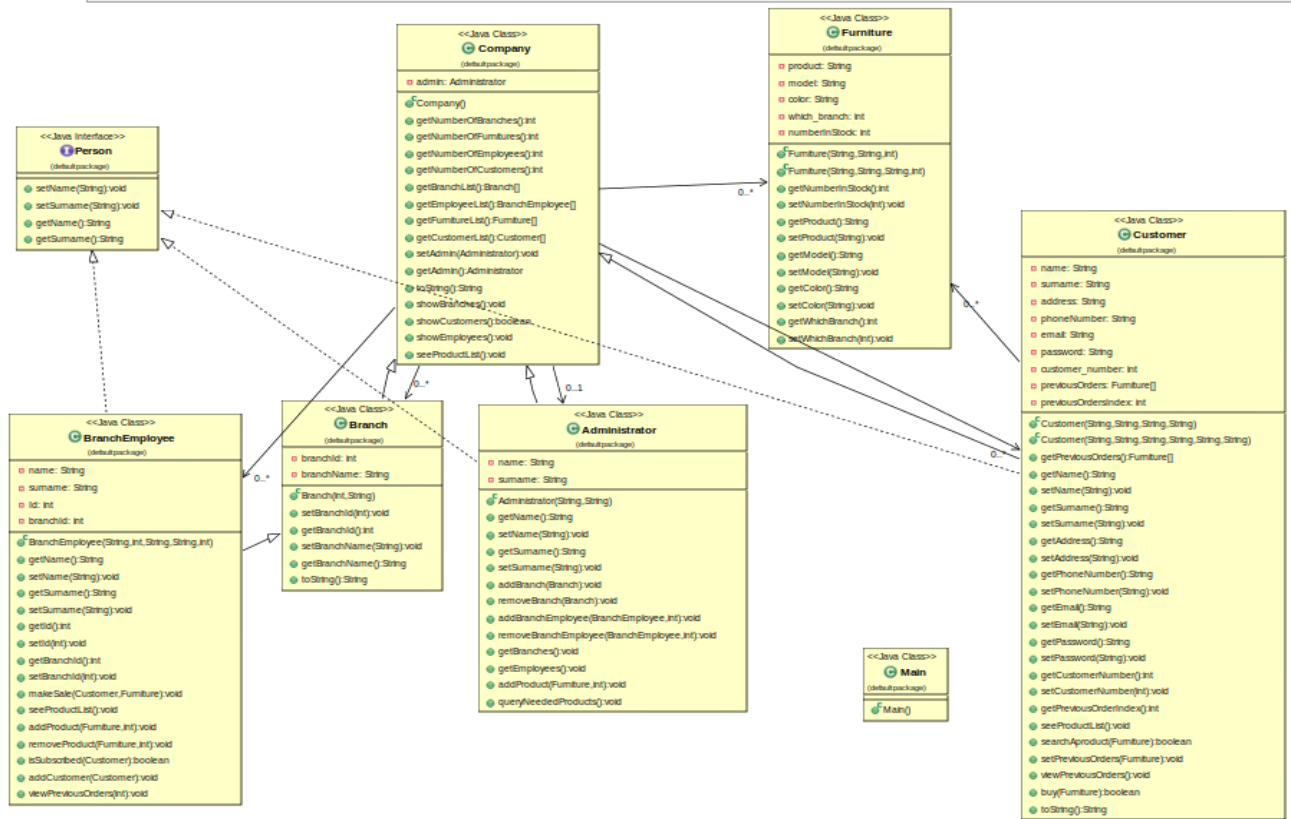 <<Java Class>>
Company
(default package)
admin: Administrator
Company()
getNumberOfBranches():int
getNumberOfFurnitures():int
getNumberOfEmployees():int
getNumberOfCustomers():int
getBranchList():Branch[]
getEmployeeList():BranchEmployee[]
getFurnitureList():Furniture[]
getCustomerList():Customer[]
setAdmin(Administrator):void
getAdmin():Administrator
toString():String
showBranches():void
showCustomers():boolean
showEmployees():void
seeProductList():void
<<Java Class>>
Furniture
(default package)
product: String
model: String
color: String
which_branch: int
numberInStock: int
Furniture(String,String,int)
Furniture(String,String,String,int)
getNumberInStock():int
setNumberInStock(int):void
getProduct():String
setProduct(String):void
getModel():String
setModel(String):void
getColor():String
setColor(String):void
getWhichBranch():int
setWhichBranch(int):void
<<Java Interface>>
Person
(default package)
setName(String):void
setSurname(String):void
getName():String
getSurname():String
<<Java Class>>
Customer
(default package)
name: String
surname: String
address: String
phoneNumber: String
email: String
password: String
customer_number: int
previousOrders: Furniture[]
previousOrdersIndex: int
Customer(String,String,String,String)
Customer(String,String,String,String,String,String)
getPreviousOrders():Furniture[]
getName():String
setName(String):void
getSurname():String
setSurname(String):void
getAddress():String
setAddress(String):void
getPhoneNumber():String
setPhoneNumber(String):void
getEmail():String
setEmail(String):void
getPassword():String
setPassword(String):void
getCustomerNumber():int
setCustomerNumber(int):void
getPreviousOrderIndex():int
seeProductList():void
searchAproduct(Furniture):boolean
setPreviousOrders(Furniture):void
viewPreviousOrders():void
buy(Furniture):boolean
toString():String
0..*
0..*
0..*
0..1
0..*
0..*
<<Java Class>>
BranchEmployee
(default package)
name: String
surname: String
id: int
branchId: int
BranchEmployee(String,int,String,String,int)
getName():String
setName(String):void
getSurname():String
setSurname(String):void
getId():int
setId(int):void
getBranchId():int
setBranchId(int):void
makeSale(Customer,Furniture):void
seeProductList():void
addProduct(Furniture,int):void
removeProduct(Furniture,int):void
isSubscribed(Customer):boolean
addCustomer(Customer):void
viewPreviousOrders(int):void
<<Java Class>>
Branch
(default package)
branchId: int
branchName: String
Branch(int,String)
setBranchId(int):void
getBranchId():int
setBranchName(String):void
getBranchName():String
toString():String
<<Java Class>>
Administrator
(default package)
name: String
surname: String
Administrator(String,String)
getName():String
setName(String):void
getSurname():String
setSurname(String):void
addBranch(Branch):void
removeBranch(Branch):void
addBranchEmployee(BranchEmployee,int):void
removeBranchEmployee(BranchEmployee,int):void
getBranches():void
getEmployees():void
addProduct(Furniture,int):void
queryNeededProducts():void
<<Java Class>>
Main
(default package)
Main()